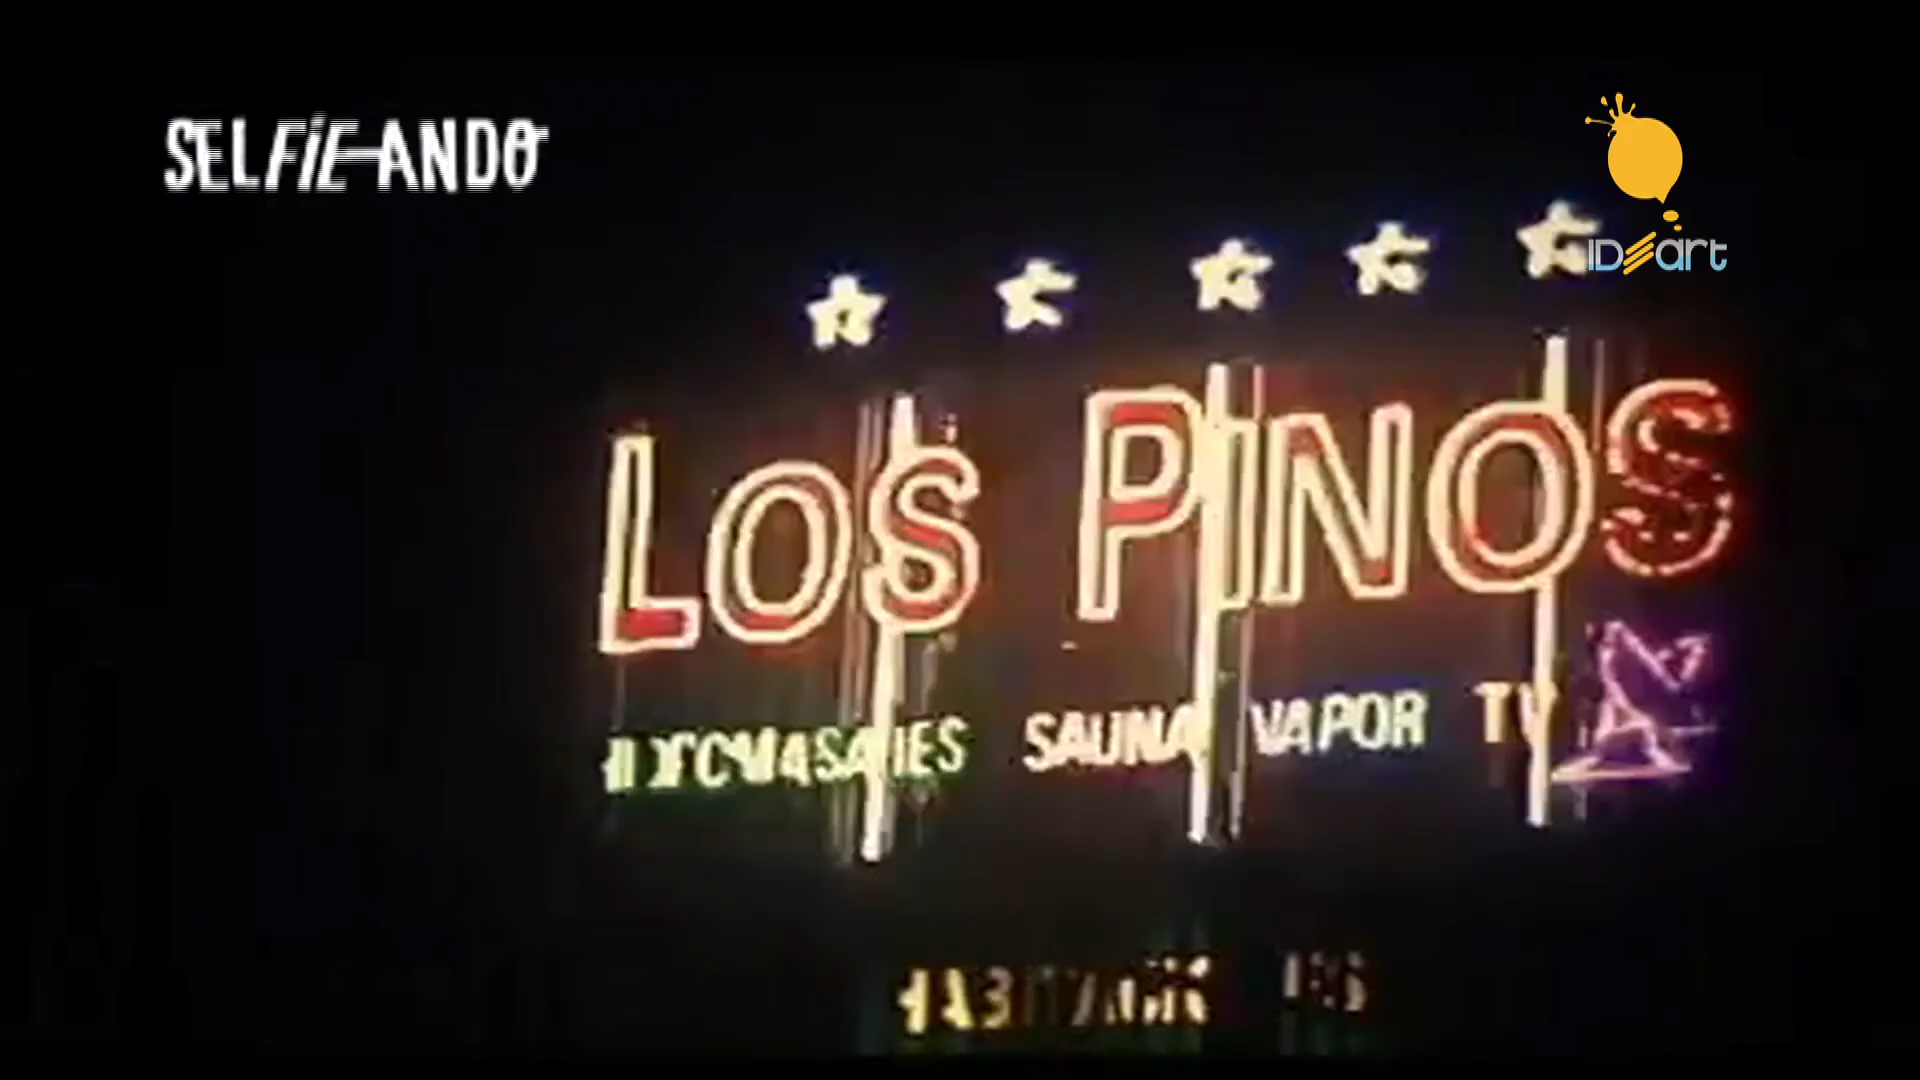 SELFIE-ANDO
IDEart
LOS PINOS
SAUNA VAPOR TV